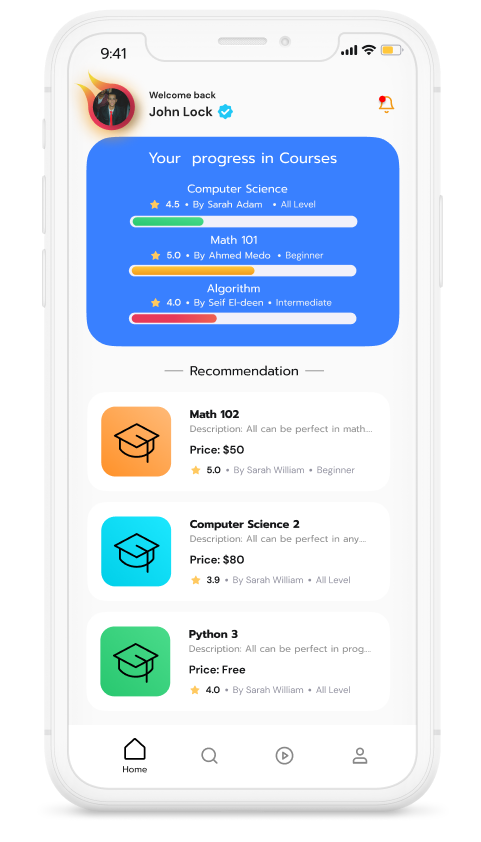 9:41
Welcome back
John Lock
Your progress in Courses
Computer Science
4.5 • By Sarah Adam • All Level
Math 101
5.0 • By Ahmed Medo • Beginner
Algorithm
4.0 • By Seif El-deen • Intermediate
Recommendation
Math 102
Description: All can be perfect in math...
Price: $50
5.0 • By Sarah William • Beginner
Computer Science 2
Description: All can be perfect in any...
Price: $80
3.9 • By Sarah William • All Level
Python 3
Description: All can be perfect in prog...
Price: Free
4.0 • By Sarah William • All Level
Home